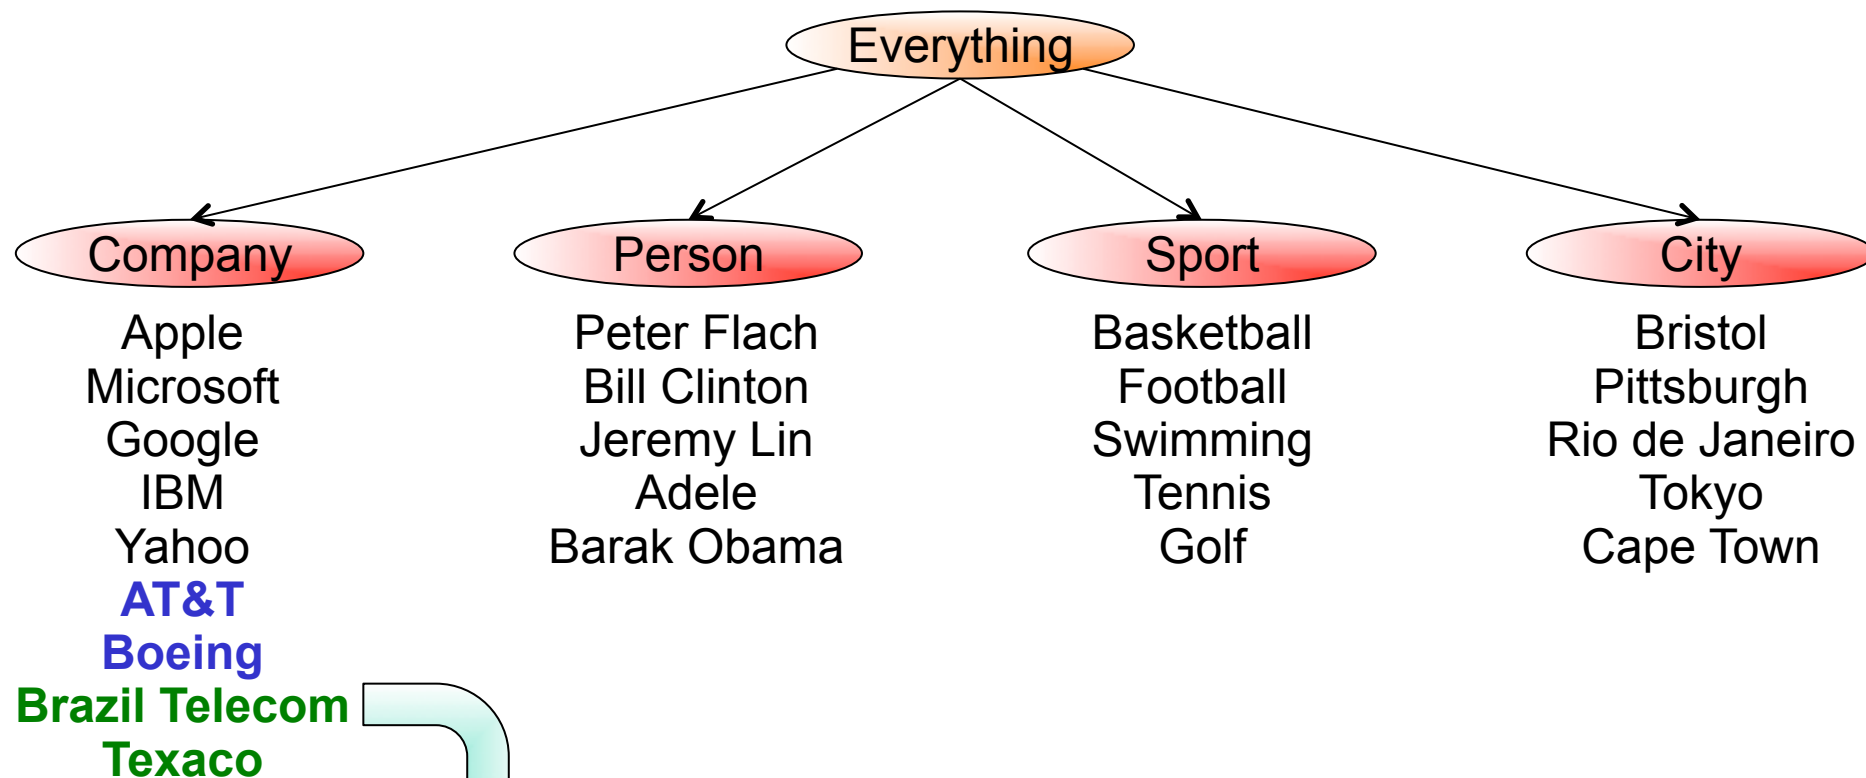 Everything
Company
Person
Sport
City
Apple
Microsoft
Google
IBM
Yahoo
AT&T
Boeing
Brazil Telecom
Texaco
Peter Flach
Bill Clinton
Jeremy Lin
Adele
Barak Obama
Basketball
Football
Swimming
Tennis
Golf
Bristol
Pittsburgh
Rio de Janeiro
Tokyo
Cape Town